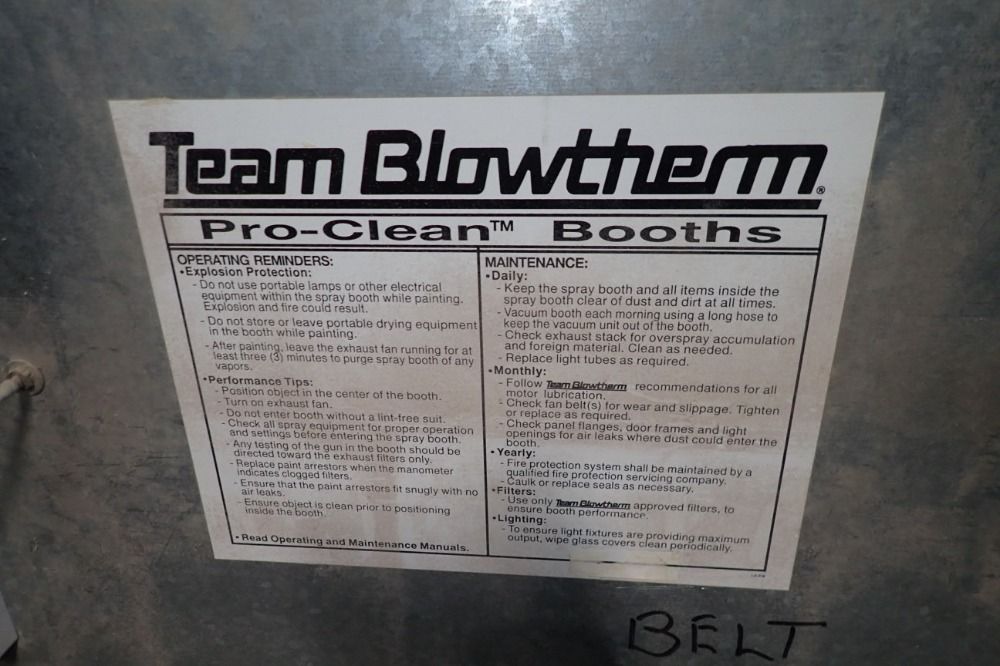 Team Blowtherm®
Pro-Clean™ Booths
OPERATING REMINDERS:
•Explosion Protection:
- Do not use portable lamps or other electrical
equipment within the spray booth while painting.
Explosion and fire could result.
- Do not store or leave portable drying equipment
in the booth while painting.
- After painting, leave the exhaust fan running for at
least three (3) minutes to purge spray booth of any
vapors.
•Performance Tips:
- Position object in the center of the booth.
- Turn on exhaust fan.
- Do not enter booth without a lint-free suit.
- Check all spray equipment for proper operation
and settings before entering the spray booth.
- Any testing of the gun in the booth should be
directed toward the exhaust filters only.
- Replace paint arrestors when the manometer
indicates clogged filters.
- Ensure that the paint arrestors fit snugly with no
air leaks.
- Ensure object is clean prior to positioning
inside the booth.
• Read Operating and Maintenance Manuals.
MAINTENANCE:
•Daily:
- Keep the spray booth and all items inside the
spray booth clear of dust and dirt at all times.
- Vacuum booth each morning using a long hose to
keep the vacuum unit out of the booth.
- Check exhaust stack for overspray accumulation
and foreign material. Clean as needed.
- Replace light tubes as required.
•Monthly:
- Follow Team Blowtherm recommendations for all
motor lubrication.
- Check fan belt(s) for wear and slippage. Tighten
or replace as required.
- Check panel flanges, door frames and light
openings for air leaks where dust could enter the
booth.
• Yearly:
- Fire protection system shall be maintained by a
qualified fire protection servicing company.
- Caulk or replace seals as necessary.
•Filters:
- Use only Team Blowtherm approved filters, to
ensure booth performance.
•Lighting:
- To ensure light fixtures are providing maximum
output, wipe glass covers clean periodically.
BELT